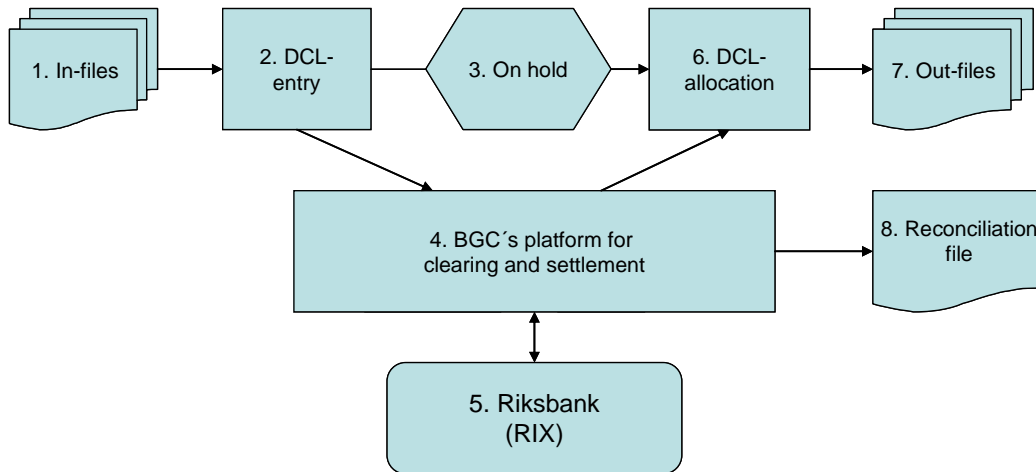 1. In-files
2. DCL-
entry
3. On hold
6. DCL-
allocation
7. Out-files
4. BGC´s platform for
clearing and settlement
8. Reconciliation
file
5. Riksbank
(RIX)